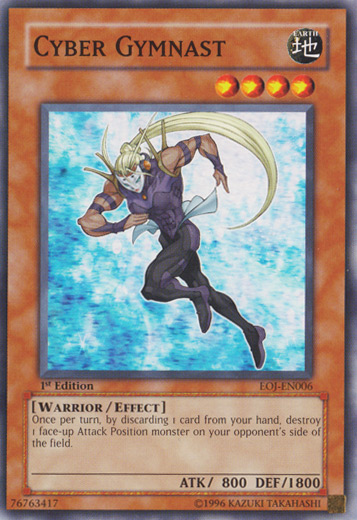 CYBER GYMNAST
EARTH
地
1st Edition
EOJ-EN006
[WARRIOR/EFFECT]
Once per turn, by discarding 1 card from your hand, destroy
1 face-up Attack Position monster on your opponent's side of
the field.
ATK/ 800 DEF/1800
76763417
©1996 KAZUKI TAKAHASHI